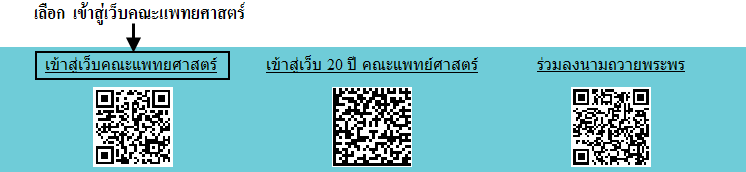 เลือก เข้าสู่เว็บคณะแพทยศาสตร์
เข้าสู่เว็บคณะแพทยศาสตร์ เข้าสู่เว็บ 20 ปี คณะแพทย์ศาสตร์ ร่วมลงนามถวายพระพร